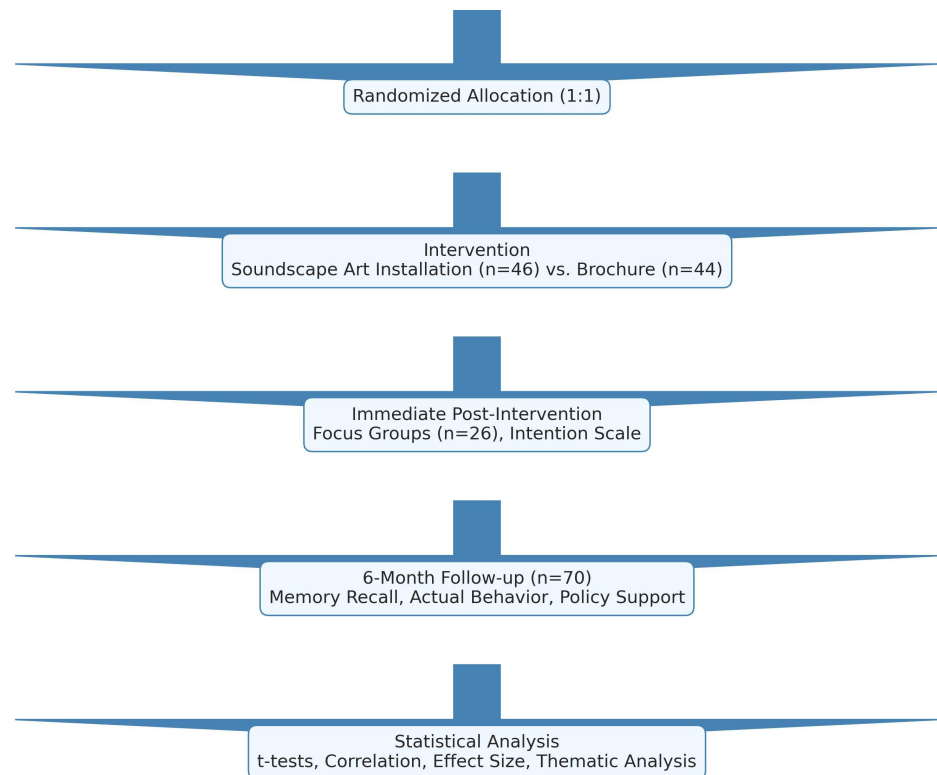 Randomized Allocation (1:1)
Intervention
Soundscape Art Installation (n=46) vs. Brochure (n=44)
Immediate Post-Intervention
Focus Groups (n=26), Intention Scale
6-Month Follow-up (n=70)
Memory Recall, Actual Behavior, Policy Support
Statistical Analysis
t-tests, Correlation, Effect Size, Thematic Analysis